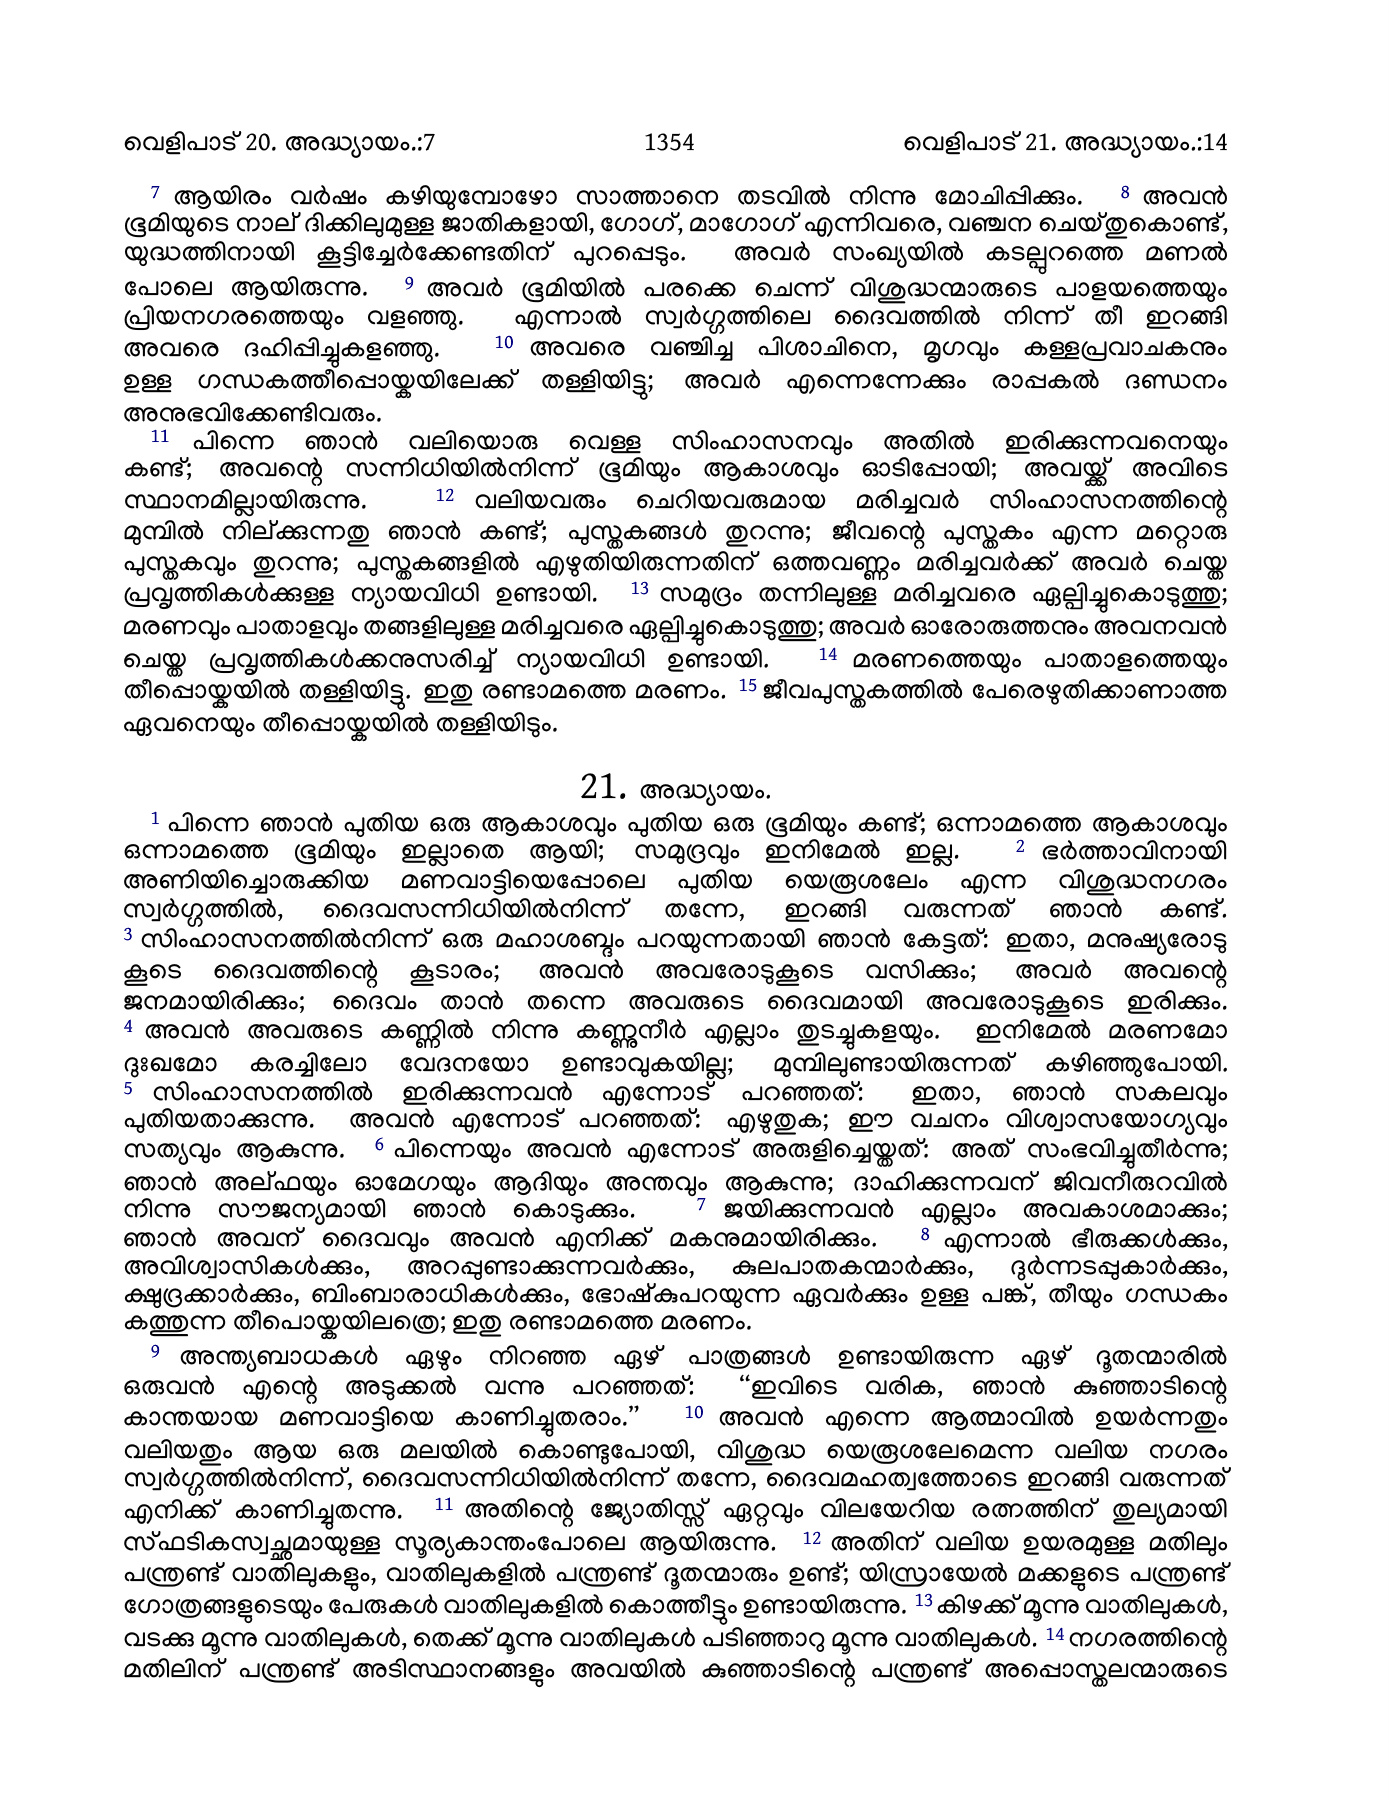 വെളിപാട് 20. അദ്ധ്യായം.:7 1354 വെളിപാട് 21. അദ്ധ്യായം.:14
7 ആയിരം വർഷം കഴിയുമ്പോഴോ സാത്താനെ തടവിൽ നിന്നു മോചിപ്പിക്കും. 8 അവൻ
ഭൂമിയുടെ നാല് ദിക്കിലുമുള്ള ജാതികളായി, ഗോഗ്, മാഗോഗ് എന്നിവരെ, വഞ്ചന ചെയ്തുകൊണ്ട്,
യുദ്ധത്തിനായി കൂട്ടിച്ചേർക്കേണ്ടതിന് പുറപ്പെടും. അവർ സംഖ്യയിൽ കടല്പുറത്തെ മണൽ
പോലെ ആയിരുന്നു. 9 അവർ ഭൂമിയിൽ പരക്കെ ചെന്ന് വിശുദ്ധന്മാരുടെ പാളയത്തെയും
പ്രിയനഗരത്തെയും വളഞ്ഞു. എന്നാൽ സ്വർഗ്ഗത്തിലെ ദൈവത്തിൽ നിന്ന് തീ ഇറങ്ങി
അവരെ ദഹിപ്പിച്ചുകളഞ്ഞു. 10 അവരെ വഞ്ചിച്ച പിശാചിനെ, മൃഗവും കള്ളപ്രവാചകനും
ഉള്ള ഗന്ധകത്തീപ്പൊയ്കയിലേക്ക് തള്ളിയിട്ടു; അവർ എന്നെന്നേക്കും രാപ്പകൽ ദണ്ഡനം
അനുഭവിക്കേണ്ടിവരും.
11 പിന്നെ ഞാൻ വലിയൊരു വെള്ള സിംഹാസനവും അതിൽ ഇരിക്കുന്നവനെയും
കണ്ട്; അവന്റെ സന്നിധിയിൽനിന്ന് ഭൂമിയും ആകാശവും ഓടിപ്പോയി; അവയ്ക്ക് അവിടെ
സ്ഥാനമില്ലായിരുന്നു. 12 വലിയവരും ചെറിയവരുമായ മരിച്ചവർ സിംഹാസനത്തിന്റെ
മുമ്പിൽ നില്ക്കുന്നതു ഞാൻ കണ്ട്; പുസ്തകങ്ങൾ തുറന്നു; ജീവന്റെ പുസ്തകം എന്ന മറ്റൊരു
പുസ്തകവും തുറന്നു; പുസ്തകങ്ങളിൽ എഴുതിയിരുന്നതിന് ഒത്തവണ്ണം മരിച്ചവർക്ക് അവർ ചെയ്ത
പ്രവൃത്തികൾക്കുള്ള ന്യായവിധി ഉണ്ടായി. 13 സമുദ്രം തന്നിലുള്ള മരിച്ചവരെ ഏല്പിച്ചുകൊടുത്തു;
മരണവും പാതാളവും തങ്ങളിലുള്ള മരിച്ചവരെ ഏല്പിച്ചുകൊടുത്തു; അവർ ഓരോരുത്തനും അവനവൻ
ചെയ്ത പ്രവൃത്തികൾക്കനുസരിച്ച് ന്യായവിധി ഉണ്ടായി. 14 മരണത്തെയും പാതാളത്തെയും
തീപ്പൊയ്കയിൽ തള്ളിയിട്ടു. ഇതു രണ്ടാമത്തെ മരണം. 15 ജീവപുസ്തകത്തിൽ പേരെഴുതിക്കാണാത്ത
ഏവനെയും തീപ്പൊയ്കയിൽ തള്ളിയിടും.
21. അദ്ധ്യായം.
1 പിന്നെ ഞാൻ പുതിയ ഒരു ആകാശവും പുതിയ ഒരു ഭൂമിയും കണ്ട്; ഒന്നാമത്തെ ആകാശവും
ഒന്നാമത്തെ ഭൂമിയും ഇല്ലാതെ ആയി; സമുദ്രവും ഇനിമേൽ ഇല്ല. 2 ഭർത്താവിനായി
അണിയിച്ചൊരുക്കിയ മണവാട്ടിയെപ്പോലെ പുതിയ യെരൂശലേം എന്ന വിശുദ്ധനഗരം
സ്വർഗ്ഗത്തിൽ, ദൈവസന്നിധിയിൽനിന്ന് തന്നേ, ഇറങ്ങി വരുന്നത് ഞാൻ കണ്ട്.
3 സിംഹാസനത്തിൽനിന്ന് ഒരു മഹാശബ്ദം പറയുന്നതായി ഞാൻ കേട്ടത്: ഇതാ, മനുഷ്യരോടു
കൂടെ ദൈവത്തിന്റെ കൂടാരം; അവൻ അവരോടുകൂടെ വസിക്കും; അവർ അവന്റെ
ജനമായിരിക്കും; ദൈവം താൻ തന്നെ അവരുടെ ദൈവമായി അവരോടുകൂടെ ഇരിക്കും.
4 അവൻ അവരുടെ കണ്ണിൽ നിന്നു കണ്ണുനീർ എല്ലാം തുടച്ചുകളയും. ഇനിമേൽ മരണമോ
ദുഃഖമോ കരച്ചിലോ വേദനയോ ഉണ്ടാവുകയില്ല; മുമ്പിലുണ്ടായിരുന്നത് കഴിഞ്ഞുപോയി.
5 സിംഹാസനത്തിൽ ഇരിക്കുന്നവൻ എന്നോട് പറഞ്ഞത്: ഇതാ, ഞാൻ സകലവും
പുതിയതാക്കുന്നു. അവൻ എന്നോട് പറഞ്ഞത്: എഴുതുക; ഈ വചനം വിശ്വാസയോഗ്യവും
സത്യവും ആകുന്നു. 6 പിന്നെയും അവൻ എന്നോട് അരുളിച്ചെയ്തത്: അത് സംഭവിച്ചുതീർന്നു;
ഞാൻ അല്ഫയും ഓമേഗയും ആദിയും അന്തവും ആകുന്നു; ദാഹിക്കുന്നവന് ജിവനീരുറവിൽ
നിന്നു സൗജന്യമായി ഞാൻ കൊടുക്കും. 7 ജയിക്കുന്നവൻ എല്ലാം അവകാശമാക്കും;
ഞാൻ അവന് ദൈവവും അവൻ എനിക്ക് മകനുമായിരിക്കും. 8 എന്നാൽ ഭീരുക്കൾക്കും,
അവിശ്വാസികൾക്കും, അറപ്പുണ്ടാക്കുന്നവർക്കും, കുലപാതകന്മാർക്കും, ദുർന്നടപ്പുകാർക്കും,
ക്ഷുദ്രക്കാർക്കും, ബിംബാരാധികൾക്കും, ഭോഷ്കുപറയുന്ന ഏവർക്കും ഉള്ള പങ്ക്, തീയും ഗന്ധകം
കത്തുന്ന തീപൊയ്കയിലത്രെ; ഇതു രണ്ടാമത്തെ മരണം.
9 അന്ത്യബാധകൾ ഏഴും നിറഞ്ഞ ഏഴ് പാത്രങ്ങൾ ഉണ്ടായിരുന്ന ഏഴ് ദൂതന്മാരിൽ
ഒരുവൻ എന്റെ അടുക്കൽ വന്നു പറഞ്ഞത്: “ഇവിടെ വരിക, ഞാൻ കുഞ്ഞാടിന്റെ
കാന്തയായ മണവാട്ടിയെ കാണിച്ചുതരാം.” 10 അവൻ എന്നെ ആത്മാവിൽ ഉയർന്നതും
വലിയതും ആയ ഒരു മലയിൽ കൊണ്ടുപോയി, വിശുദ്ധ യെരൂശലേമെന്ന വലിയ നഗരം
സ്വർഗ്ഗത്തിൽനിന്ന്, ദൈവസന്നിധിയിൽനിന്ന് തന്നേ, ദൈവമഹത്വത്തോടെ ഇറങ്ങി വരുന്നത്
എനിക്ക് കാണിച്ചുതന്നു. 11 അതിന്റെ ജ്യോതിസ്സ് ഏറ്റവും വിലയേറിയ രത്നത്തിന് തുല്യമായി
സ്ഫടികസ്വച്ഛമായുള്ള സൂര്യകാന്തംപോലെ ആയിരുന്നു. 12 അതിന് വലിയ ഉയരമുള്ള മതിലും
പന്ത്രണ്ട് വാതിലുകളും, വാതിലുകളിൽ പന്ത്രണ്ട് ദൂതന്മാരും ഉണ്ട്; യിസ്രായേൽ മക്കളുടെ പന്ത്രണ്ട്
ഗോത്രങ്ങളുടെയും പേരുകൾ വാതിലുകളിൽ കൊത്തീട്ടും ഉണ്ടായിരുന്നു. 13 കിഴക്ക് മൂന്നു വാതിലുകൾ,
വടക്കു മൂന്നു വാതിലുകൾ, തെക്ക് മൂന്നു വാതിലുകൾ പടിഞ്ഞാറു മൂന്നു വാതിലുകൾ. 14 നഗരത്തിന്റെ
മതിലിന് പന്ത്രണ്ട് അടിസ്ഥാനങ്ങളും അവയിൽ കുഞ്ഞാടിന്റെ പന്ത്രണ്ട് അപ്പൊസ്തലന്മാരുടെ